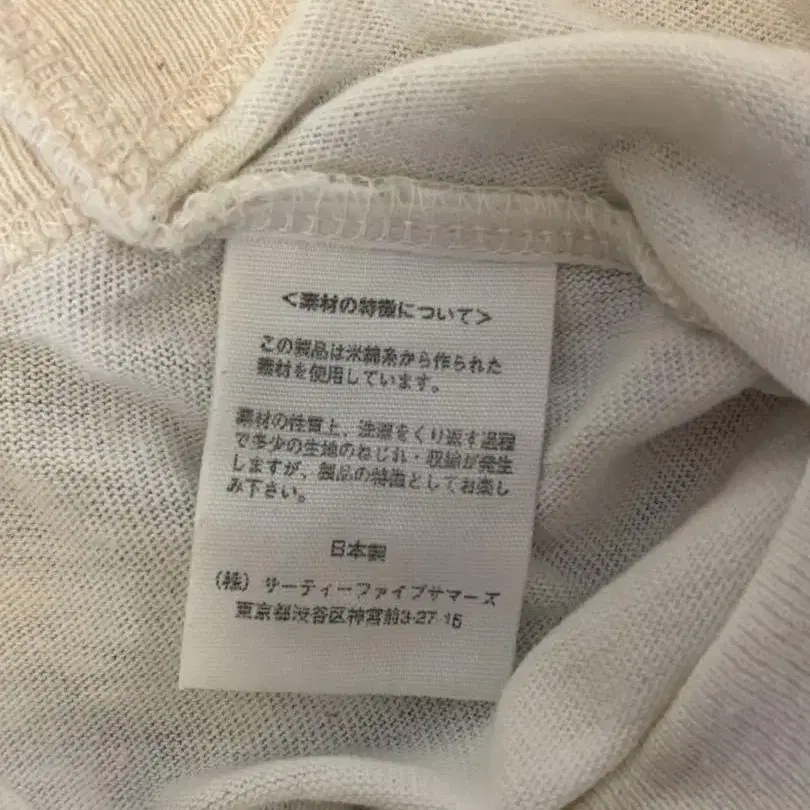 <素材の特徴について>
この製品は米綿糸から作られた
素材を使用しています。
素材の性質上、洗濯をくり返す過程
で多少の生地のねじれ・収縮が発生
しますが、製品の特徴としてお楽し
み下さい。
日本製
(株) サーティーファイブサマーズ
東京都渋谷区神宮前3-27-15